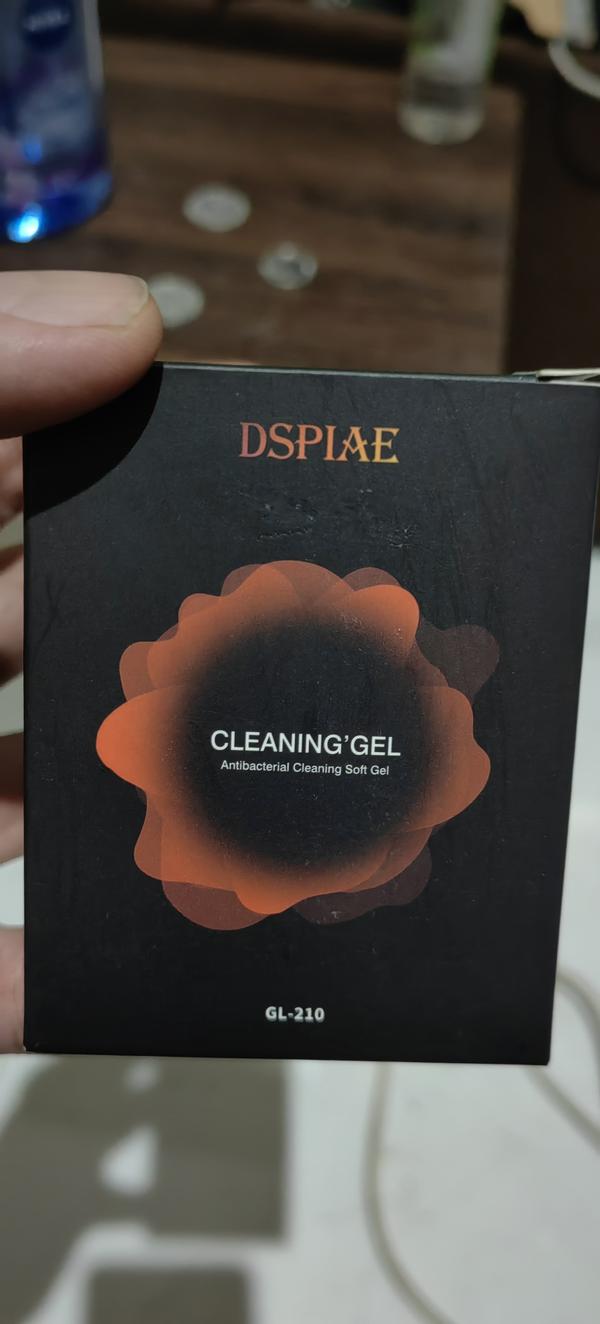 DSPIAE
CLEANING'GEL
Antibacterial Cleaning Soft Gel
GL-210